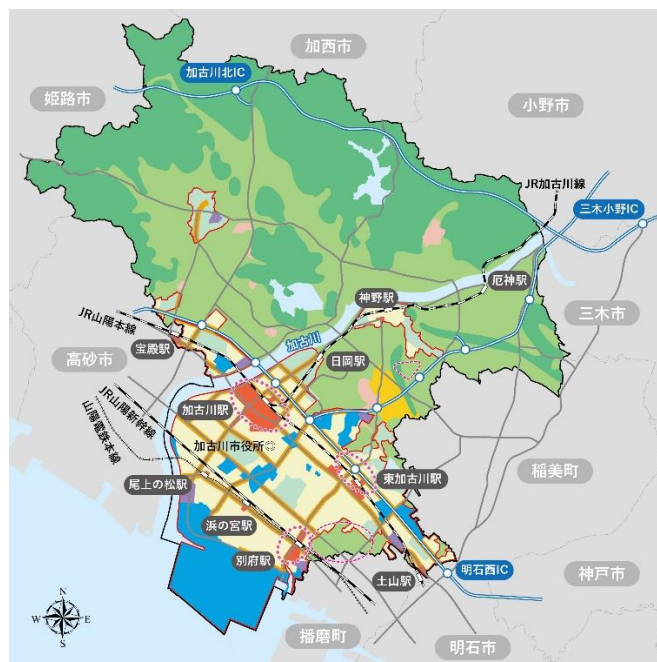 加西市
加古川北IC
姫路市
小野市
JR加古川線
三木小野IC
厄神駅
神野駅
三木市
JR山陽本線
宝殿駅
加古川
日岡駅
高砂市
JR山陽新幹線
山陽電鉄本線
加古川駅
加古川市役所◎
稲美町
東加古川駅
尾上の松駅
浜の宮駅
別府駅
土山駅
明石西IC
神戸市
播磨町
明石市
N
W
E
S